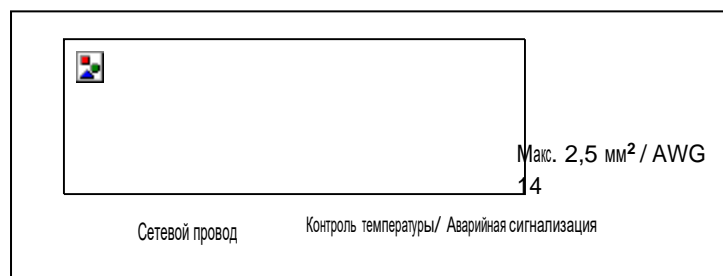 Макс. 2,5 мм² / AWG
14
Сетевой провод
Контроль температуры/ Аварийная сигнализация